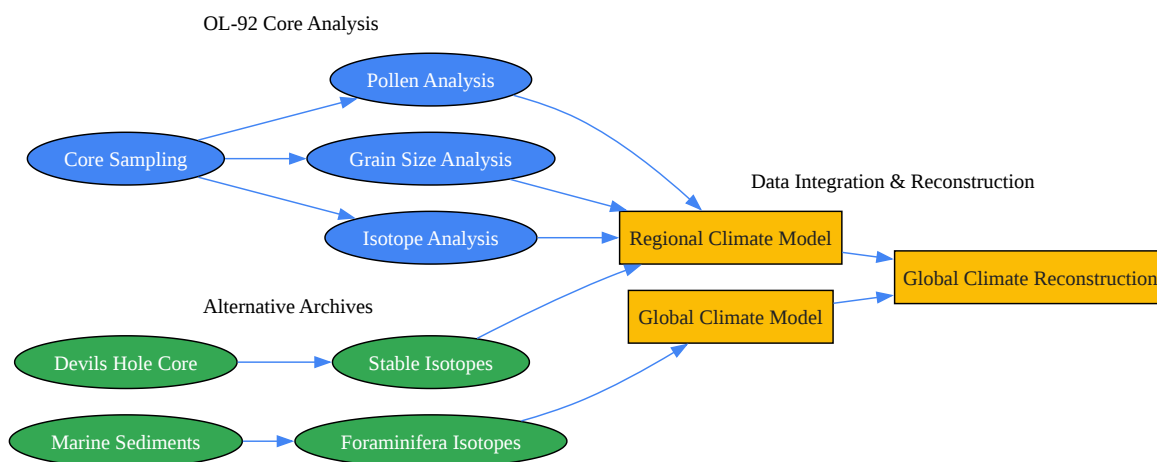 OL-92 Core Analysis
Pollen Analysis
Core Sampling
Grain Size Analysis
Data Integration & Reconstruction
Isotope Analysis
Regional Climate Model
Global Climate Reconstruction
Alternative Archives
Global Climate Model
Devils Hole Core
Stable Isotopes
Marine Sediments
Foraminifera Isotopes